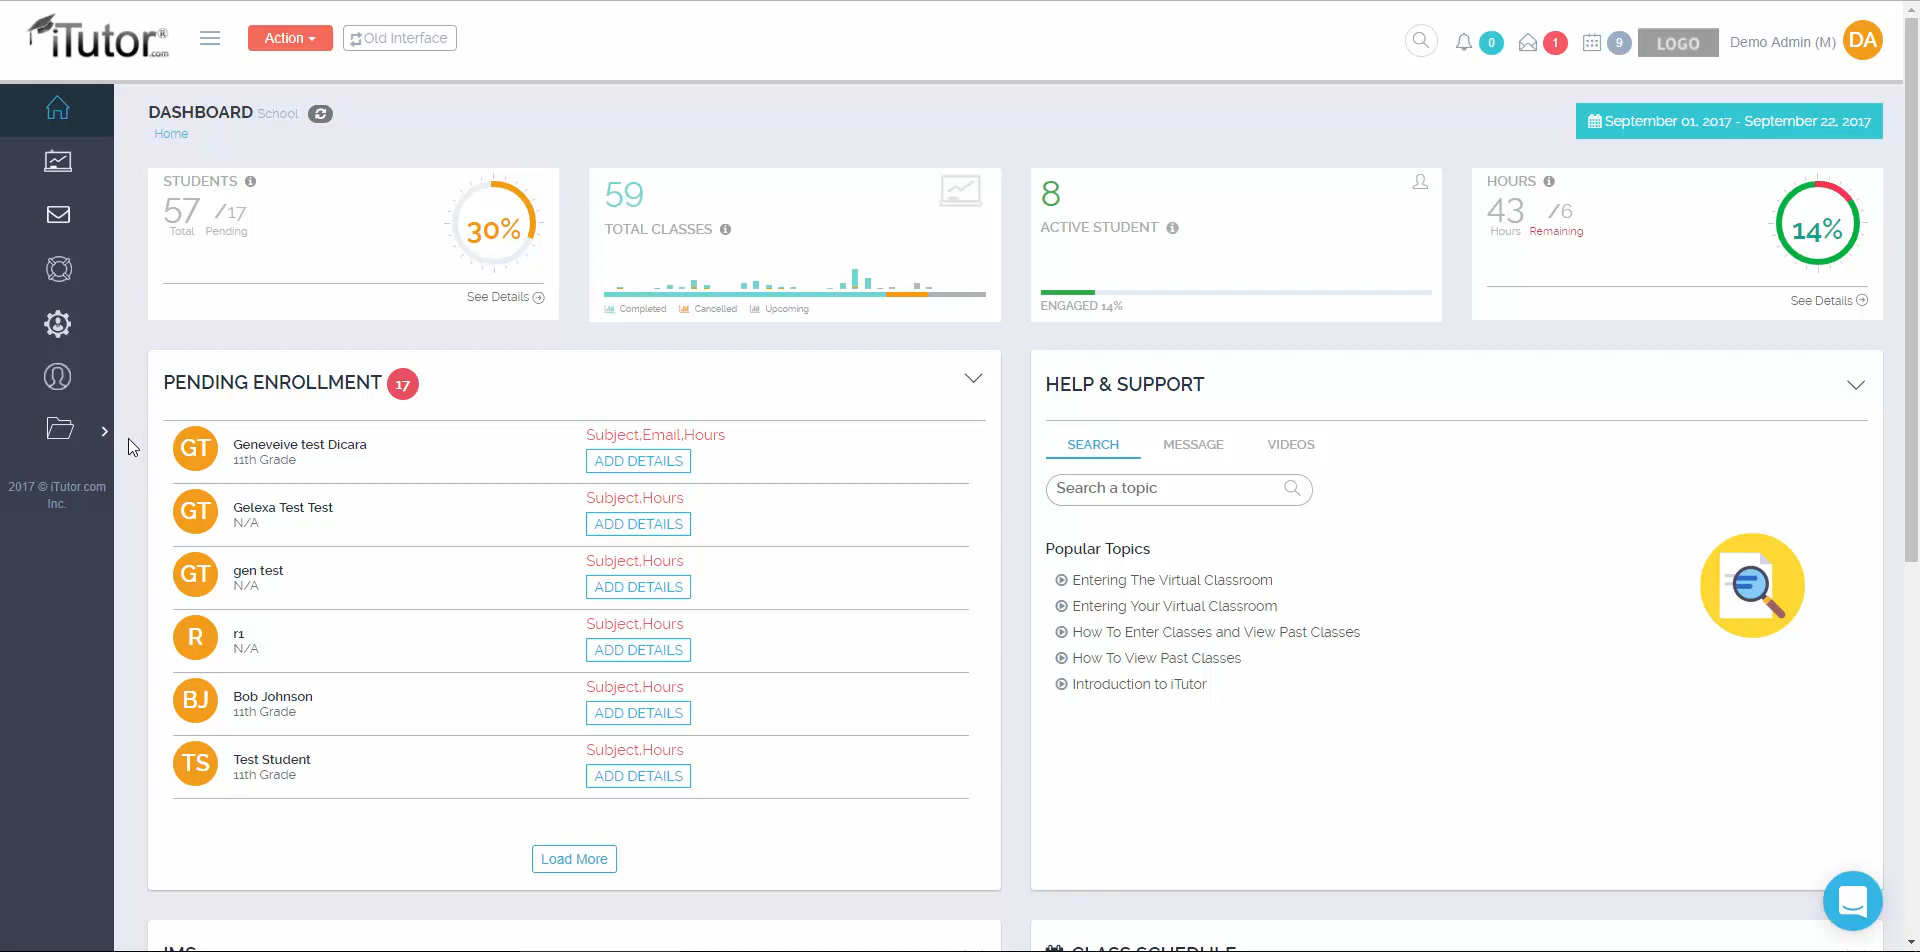 iTutor®.com
Action
Old Interface
0
1
9
LOGO
Demo Admin (M)
DA
DASHBOARD School
Home
September 01, 2017 - September 22, 2017
STUDENTS
57 /17
Total Pending
30%
See Details
59
TOTAL CLASSES
Completed Cancelled Upcoming
8
ACTIVE STUDENT
ENGAGED 14%
HOURS
43 /6
Hours Remaining
14%
See Details
2017 © iTutor.com
Inc.
PENDING ENROLLMENT 17
GT
Geneveive test Dicara
11th Grade
Subject,Email,Hours
ADD DETAILS
GT
Gelexa Test Test
N/A
Subject,Hours
ADD DETAILS
GT
gen test
N/A
Subject,Hours
ADD DETAILS
R
r1
N/A
Subject,Hours
ADD DETAILS
BJ
Bob Johnson
11th Grade
Subject,Hours
ADD DETAILS
TS
Test Student
11th Grade
Subject,Hours
ADD DETAILS
Load More
HELP & SUPPORT
SEARCH MESSAGE VIDEOS
Search a topic
Popular Topics
Entering The Virtual Classroom
Entering Your Virtual Classroom
How To Enter Classes and View Past Classes
How To View Past Classes
Introduction to iTutor
CLASS SCHEDULE